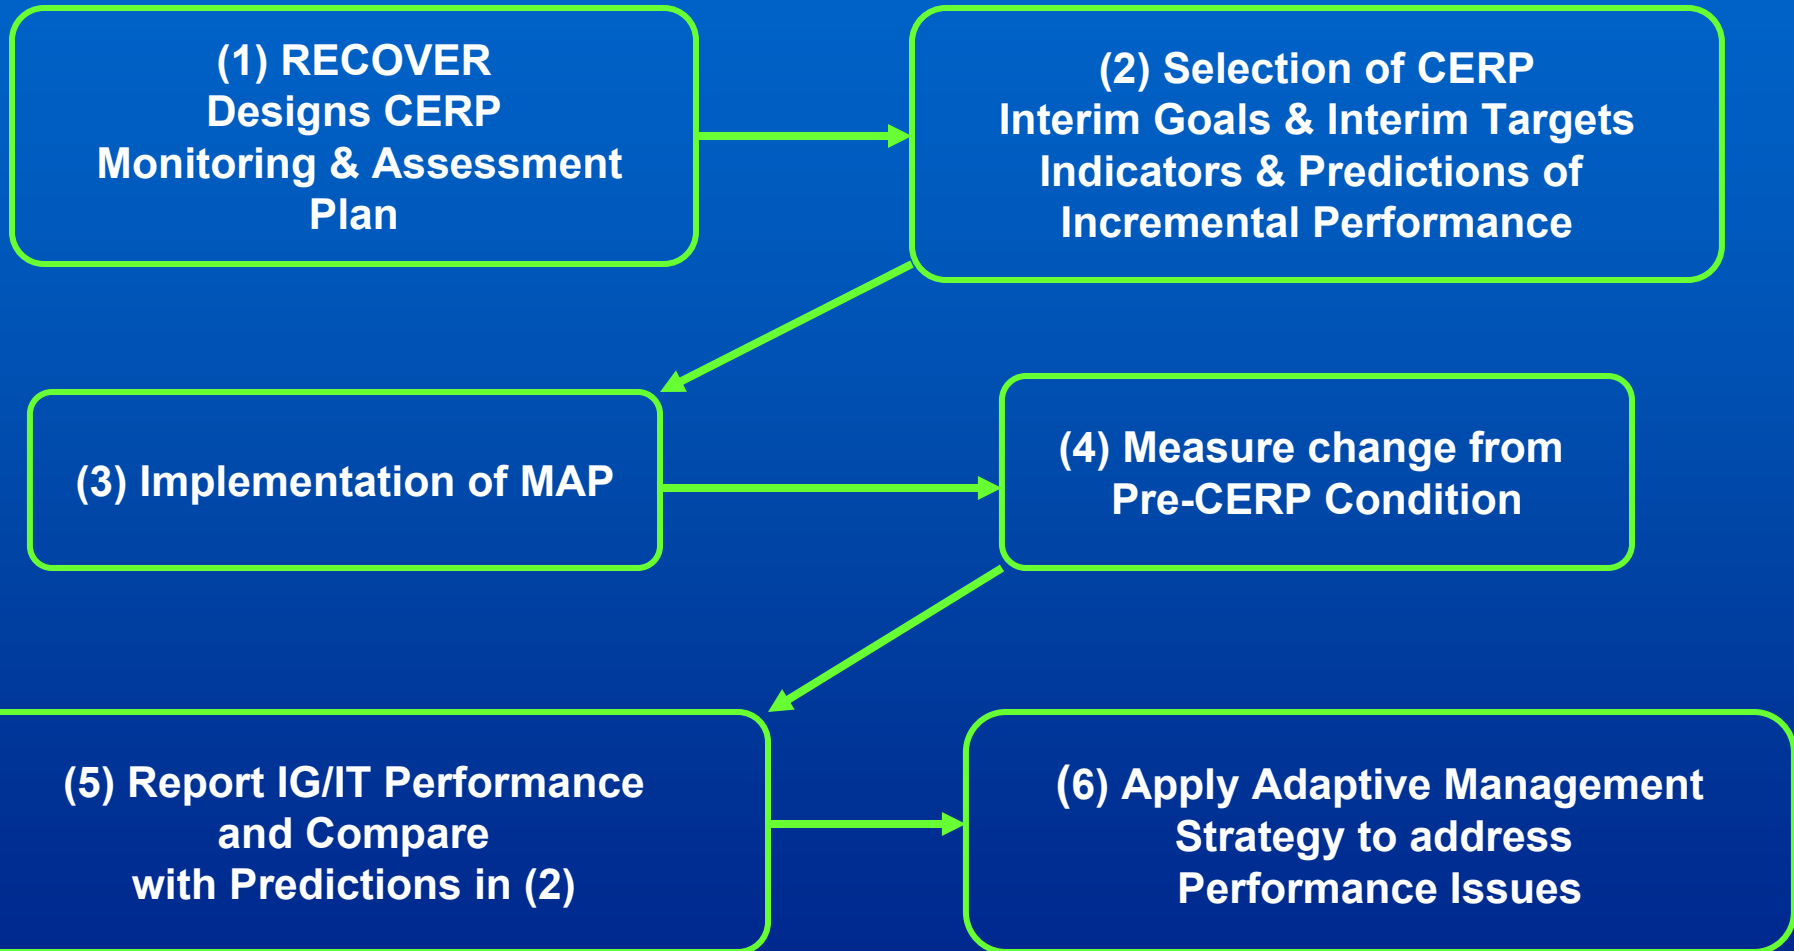 (1) RECOVER
Designs CERP
Monitoring & Assessment
Plan
(2) Selection of CERP
Interim Goals & Interim Targets
Indicators & Predictions of
Incremental Performance
(3) Implementation of MAP
(4) Measure change from
Pre-CERP Condition
(5) Report IG/IT Performance
and Compare
with Predictions in (2)
(6) Apply Adaptive Management
Strategy to address
Performance Issues